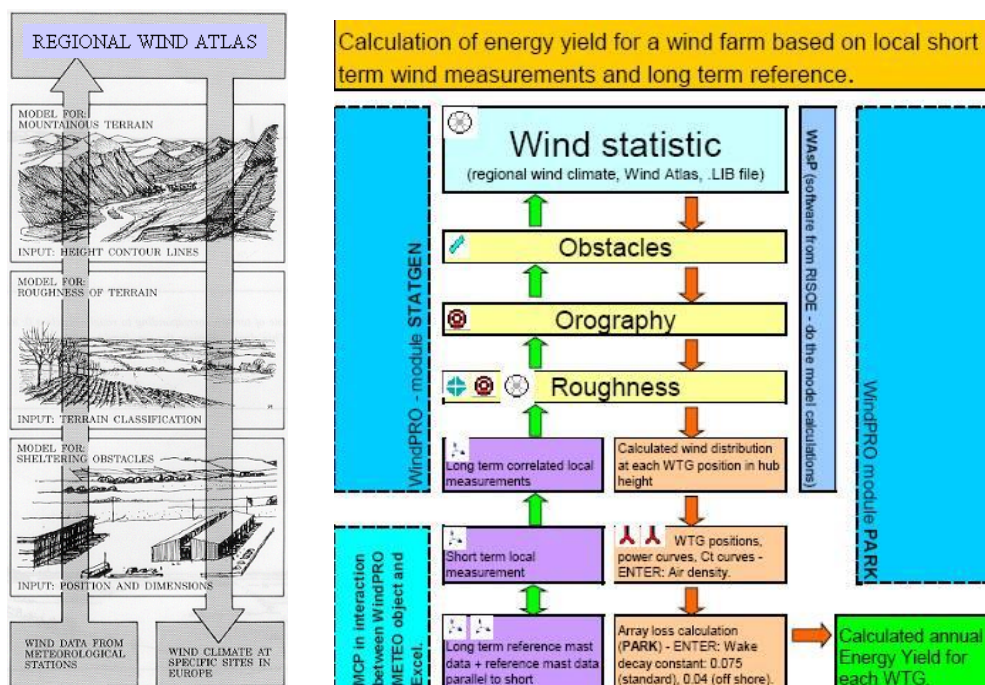 REGIONAL WIND ATLAS
MODEL FOR:
MOUNTAINOUS TERRAIN
INPUT: HEIGHT CONTOUR LINES
MODEL FOR:
ROUGHNESS OF TERRAIN
INPUT: TERRAIN CLASSIFICATION
MODEL FOR:
SHELTERING OBSTACLES
INPUT: POSITION AND DIMENSIONS
WIND DATA FROM
METEOROLOGICAL
STATIONS
WIND CLIMATE AT
SPECIFIC SITES IN
EUROPE
Calculation of energy yield for a wind farm based on local short
term wind measurements and long term reference.
WindPRO - module STATGEN
Wind statistic
(regional wind climate, Wind Atlas, .LIB file)
Obstacles
Orography
Roughness
Long term correlated local
measurements
Calculated wind distribution
at each WTG position in hub
height
WAsP (software from RISOE - do the model calculations)
WindPRO module PARK
MCP in interaction
between WindPRO
METEO object and
Excel.
Short term local
measurement
WTG positions,
power curves, Ct curves -
ENTER: Air density.
Long term reference mast
data + reference mast data
parallel to short
Array loss calculation
(PARK) - ENTER: Wake
decay constant: 0.075
(standard), 0.04 (off shore).
Calculated annual
Energy Yield for
each WTG.